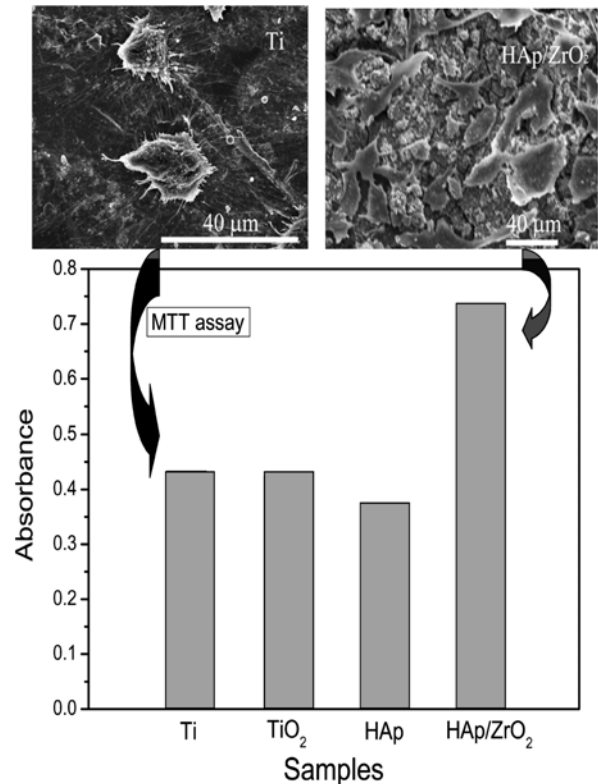 Ti
HAp/ZrO₂
40 µm
40 µm
0.8
0.7
0.6
0.5
0.4
0.3
0.2
0.1
0.0
Absorbance
MTT assay
Ti
TiO₂
HAp
HAp/ZrO₂
Samples